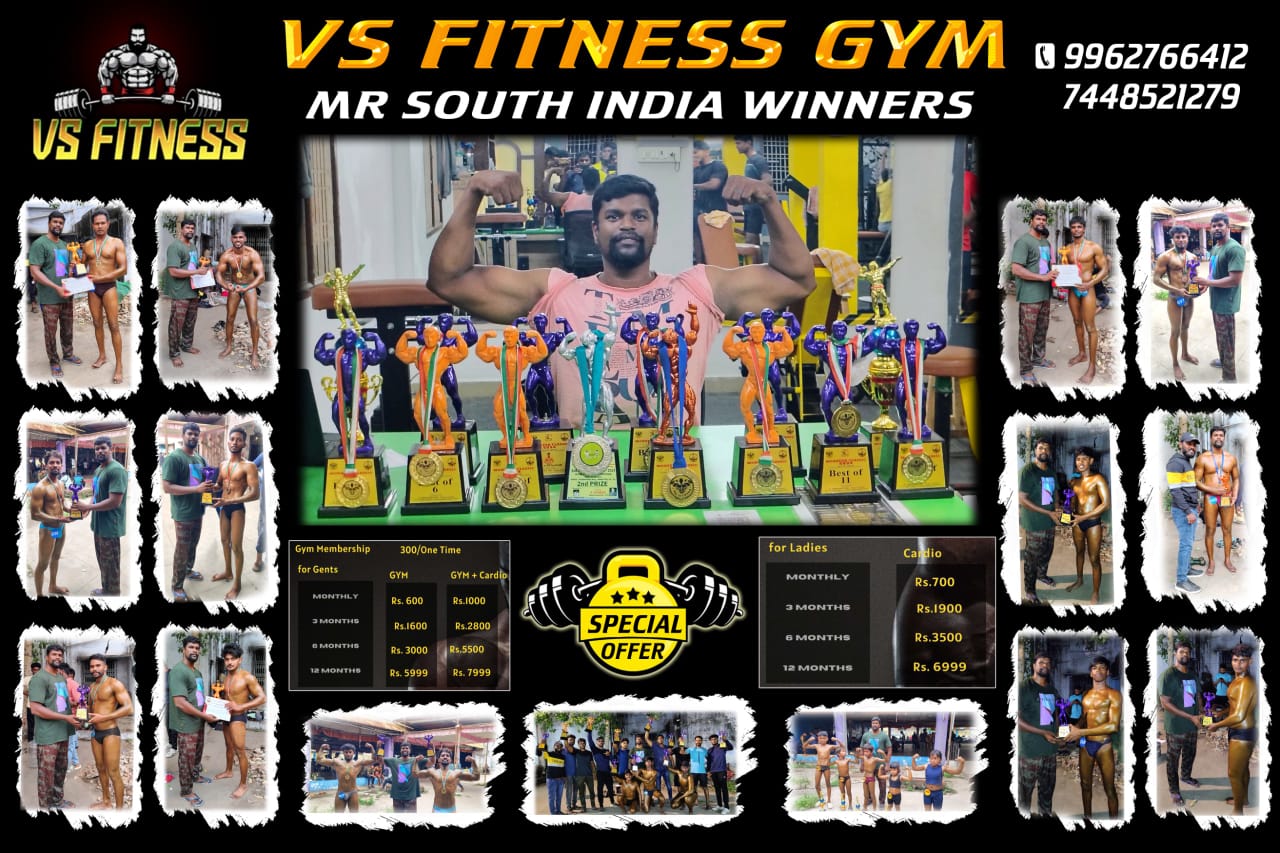 VS FITNESS
VS FITNESS GYM
MR SOUTH INDIA WINNERS
9962766412
7448521279
6
2nd PRIZE
Best of
11
Gym Membership 300/One Time
for Gents GYM GYM + Cardio
MONTHLY Rs. 600 Rs.1000
3 MONTHS Rs.1600 Rs.2800
6 MONTHS Rs. 3000 Rs.5500
12 MONTHS Rs. 5999 Rs. 7999
SPECIAL
OFFER
for Ladies Cardio
MONTHLY Rs.700
3 MONTHS Rs.1900
6 MONTHS Rs.3500
12 MONTHS Rs. 6999